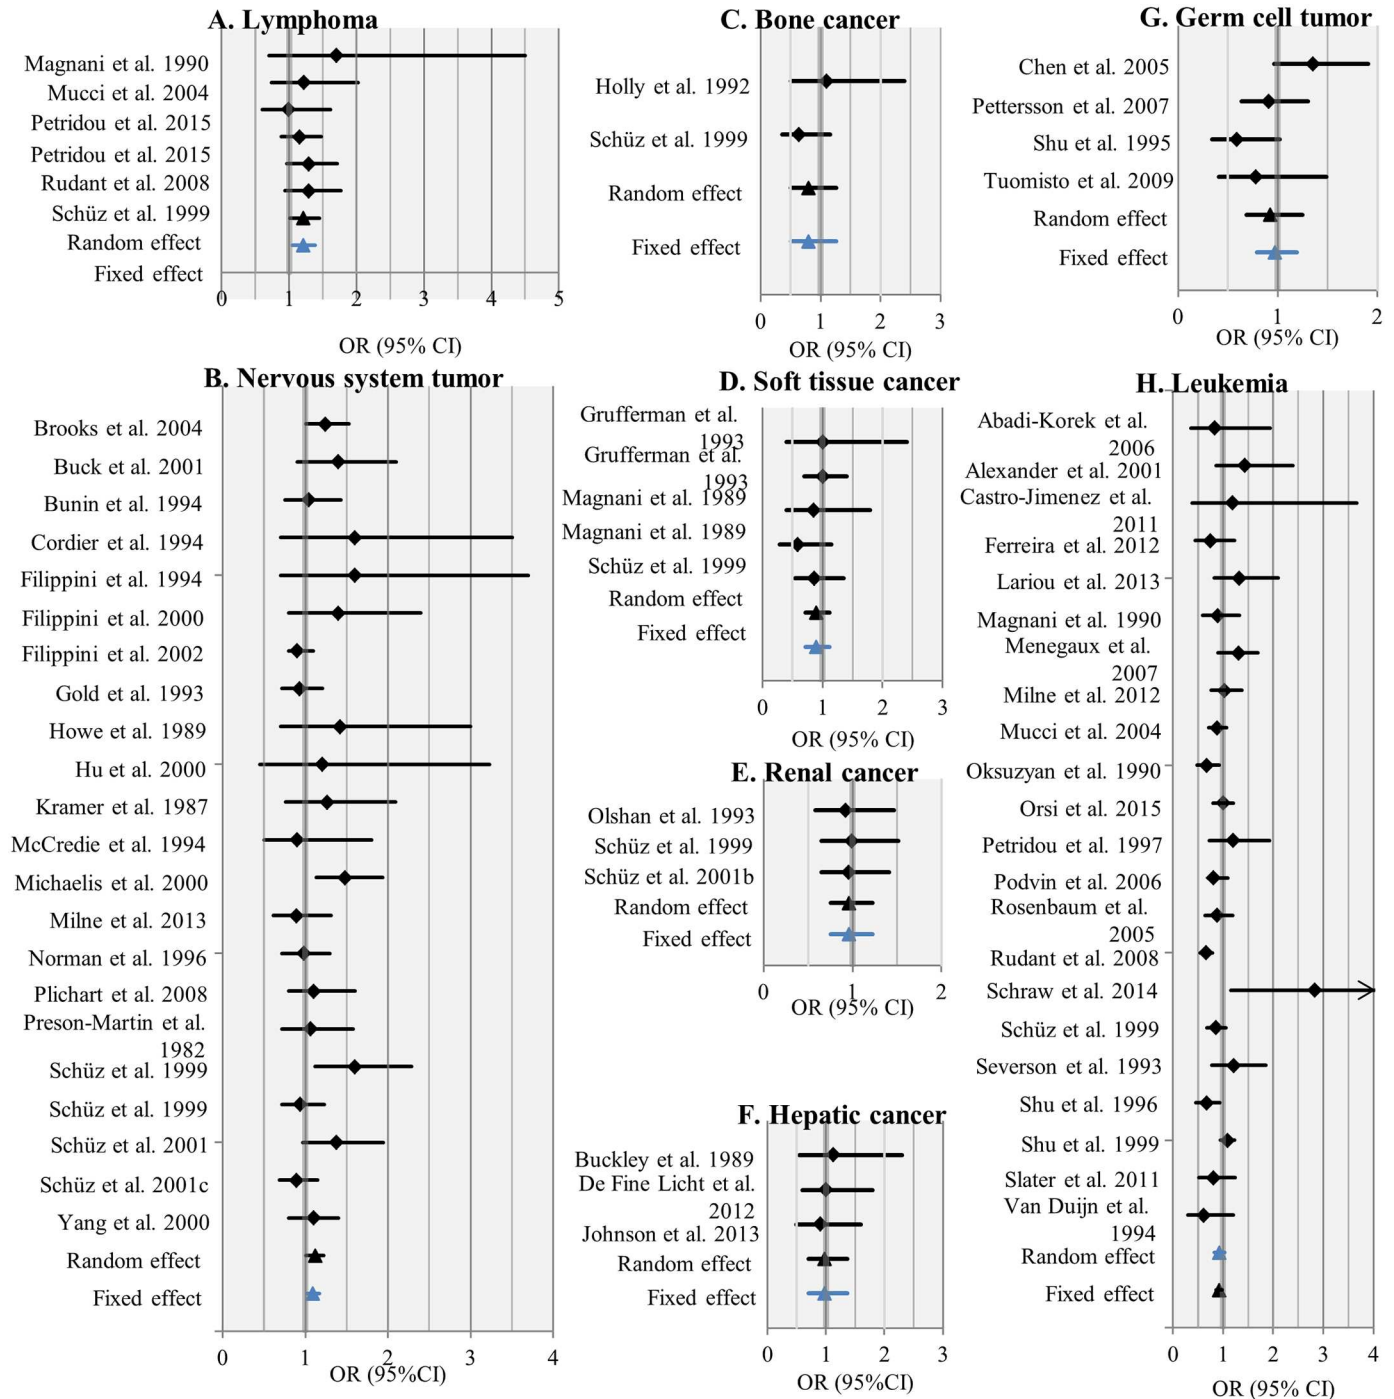 A. Lymphoma
Magnani et al. 1990
Mucci et al. 2004
Petridou et al. 2015
Petridou et al. 2015
Rudant et al. 2008
Schüz et al. 1999
Random effect
Fixed effect
0 1 2 3 4 5
OR (95% CI)
B. Nervous system tumor
Brooks et al. 2004
Buck et al. 2001
Bunin et al. 1994
Cordier et al. 1994
Filippini et al. 1994
Filippini et al. 2000
Filippini et al. 2002
Gold et al. 1993
Howe et al. 1989
Hu et al. 2000
Kramer et al. 1987
McCredie et al. 1994
Michaelis et al. 2000
Milne et al. 2013
Norman et al. 1996
Plichart et al. 2008
Preson-Martin et al.
1982
Schüz et al. 1999
Schüz et al. 1999
Schüz et al. 2001
Schüz et al. 2001c
Yang et al. 2000
Random effect
Fixed effect
0 1 2 3 4
OR (95%CI)
C. Bone cancer
Holly et al. 1992
Schüz et al. 1999
Random effect
Fixed effect
0 1 2 3
OR (95% CI)
D. Soft tissue cancer
Grufferman et al.
1993
Grufferman et al.
1993
Magnani et al. 1989
Magnani et al. 1989
Schüz et al. 1999
Random effect
Fixed effect
0 1 2 3
OR (95% CI)
E. Renal cancer
Olshan et al. 1993
Schüz et al. 1999
Schüz et al. 2001b
Random effect
Fixed effect
0 1 2
OR (95% CI)
F. Hepatic cancer
Buckley et al. 1989
De Fine Licht et al.
2012
Johnson et al. 2013
Random effect
Fixed effect
0 1 2 3
OR (95%CI)
G. Germ cell tumor
Chen et al. 2005
Pettersson et al. 2007
Shu et al. 1995
Tuomisto et al. 2009
Random effect
Fixed effect
0 1 2
OR (95% CI)
H. Leukemia
Abadi-Korek et al.
2006
Alexander et al. 2001
Castro-Jimenez et al.
2011
Ferreira et al. 2012
Lariou et al. 2013
Magnani et al. 1990
Menegaux et al.
2007
Milne et al. 2012
Mucci et al. 2004
Oksuzyan et al. 1990
Orsi et al. 2015
Petridou et al. 1997
Podvin et al. 2006
Rosenbaum et al.
2005
Rudant et al. 2008
Schraw et al. 2014
Schüz et al. 1999
Severson et al. 1993
Shu et al. 1996
Shu et al. 1999
Slater et al. 2011
Van Duijn et al.
1994
Random effect
Fixed effect
0 1 2 3 4
OR (95% CI)